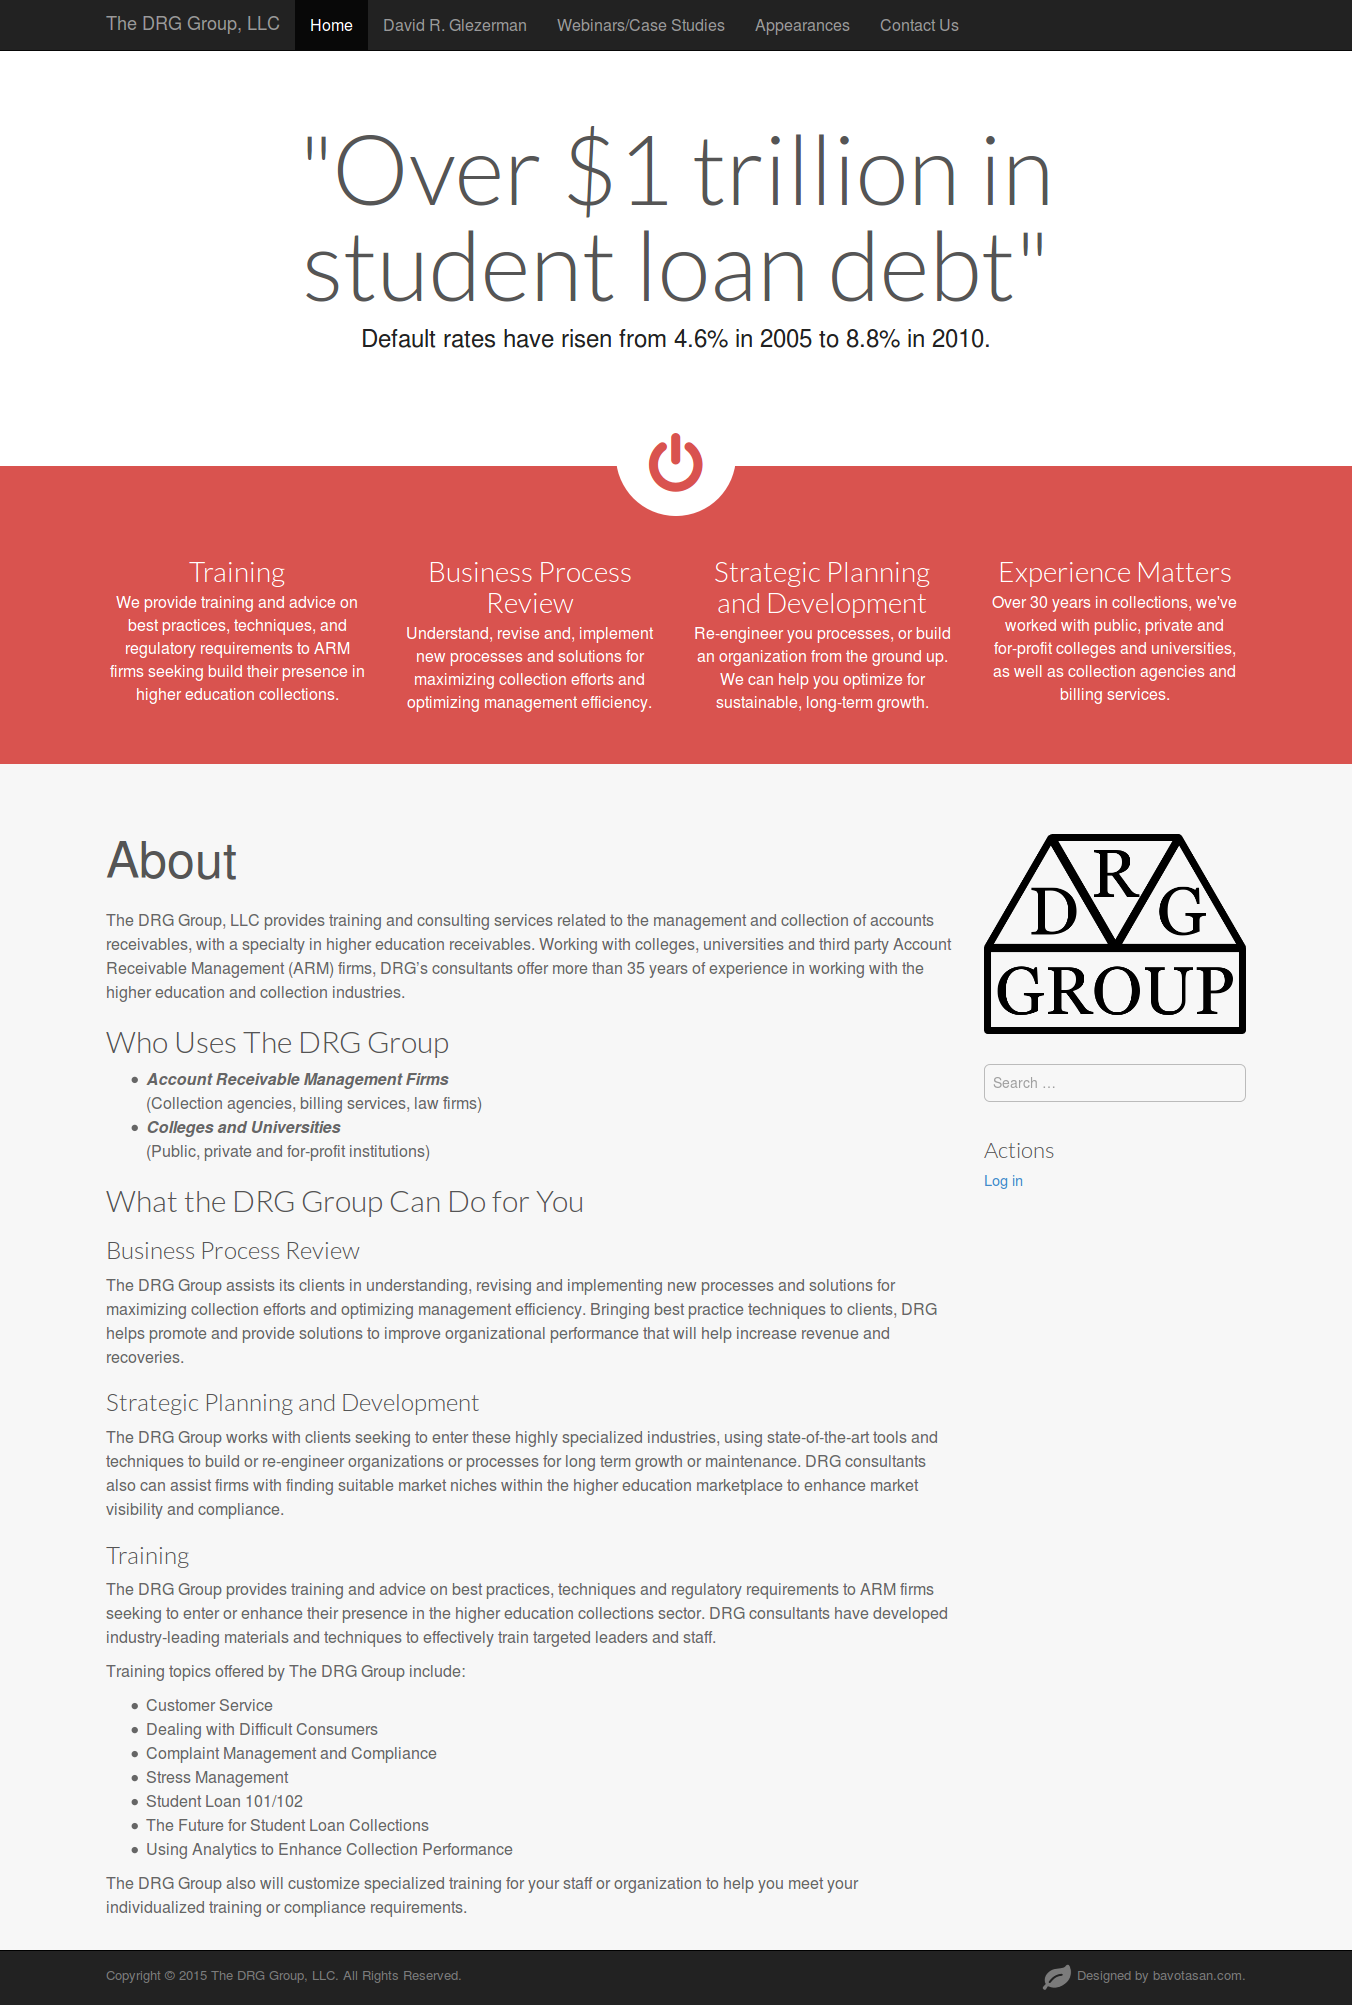 The DRG Group, LLC Home David R. Glezerman Webinars/Case Studies Appearances Contact Us
"Over $1 trillion in
student loan debt"
Default rates have risen from 4.6% in 2005 to 8.8% in 2010.
Training
We provide training and advice on
best practices, techniques, and
regulatory requirements to ARM
firms seeking build their presence in
higher education collections.
Business Process
Review
Understand, revise and, implement
new processes and solutions for
maximizing collection efforts and
optimizing management efficiency.
Strategic Planning
and Development
Re-engineer you processes, or build
an organization from the ground up.
We can help you optimize for
sustainable, long-term growth.
Experience Matters
Over 30 years in collections, we've
worked with public, private and
for-profit colleges and universities,
as well as collection agencies and
billing services.
About
The DRG Group, LLC provides training and consulting services related to the management and collection of accounts
receivables, with a specialty in higher education receivables. Working with colleges, universities and third party Account
Receivable Management (ARM) firms, DRG's consultants offer more than 35 years of experience in working with the
higher education and collection industries.
Who Uses The DRG Group
• Account Receivable Management Firms
(Collection agencies, billing services, law firms)
• Colleges and Universities
(Public, private and for-profit institutions)
What the DRG Group Can Do for You
Business Process Review
The DRG Group assists its clients in understanding, revising and implementing new processes and solutions for
maximizing collection efforts and optimizing management efficiency. Bringing best practice techniques to clients, DRG
helps promote and provide solutions to improve organizational performance that will help increase revenue and
recoveries.
Strategic Planning and Development
The DRG Group works with clients seeking to enter these highly specialized industries, using state-of-the-art tools and
techniques to build or re-engineer organizations or processes for long term growth or maintenance. DRG consultants
also can assist firms with finding suitable market niches within the higher education marketplace to enhance market
visibility and compliance.
Training
The DRG Group provides training and advice on best practices, techniques and regulatory requirements to ARM firms
seeking to enter or enhance their presence in the higher education collections sector. DRG consultants have developed
industry-leading materials and techniques to effectively train targeted leaders and staff.
Training topics offered by The DRG Group include:
• Customer Service
• Dealing with Difficult Consumers
• Complaint Management and Compliance
• Stress Management
• Student Loan 101/102
• The Future for Student Loan Collections
• Using Analytics to Enhance Collection Performance
The DRG Group also will customize specialized training for your staff or organization to help you meet your
individualized training or compliance requirements.
D R G
GROUP
Search …
Actions
Log in
Copyright © 2015 The DRG Group, LLC. All Rights Reserved.
Designed by bavotasan.com.